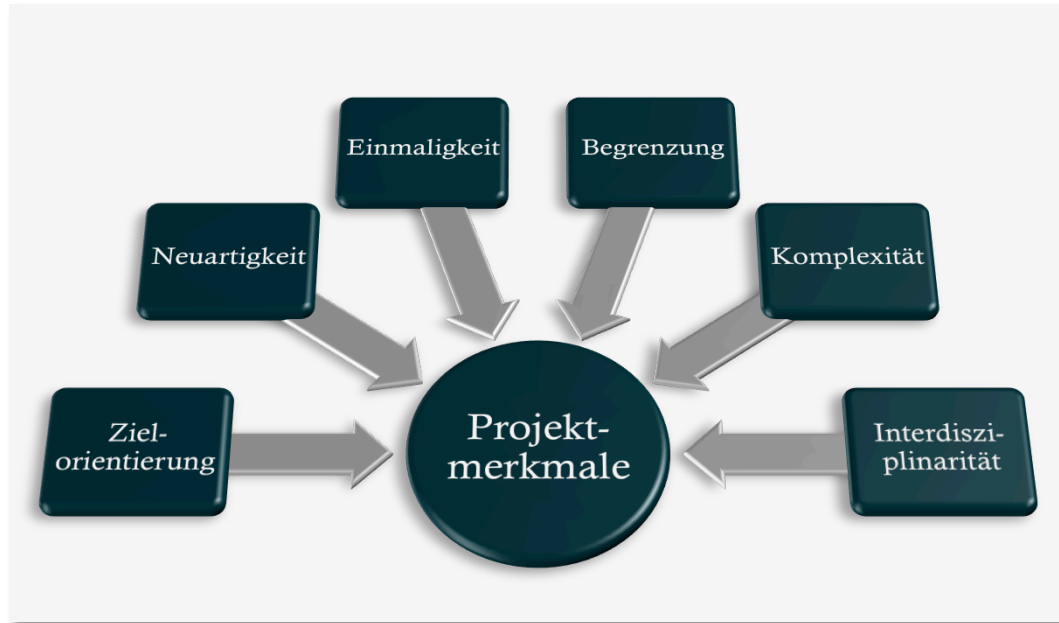 Einmaligkeit
Begrenzung
Neuartigkeit
Komplexität
Ziel-
orientierung
Projekt-
merkmale
Interdiszi-
plinarität